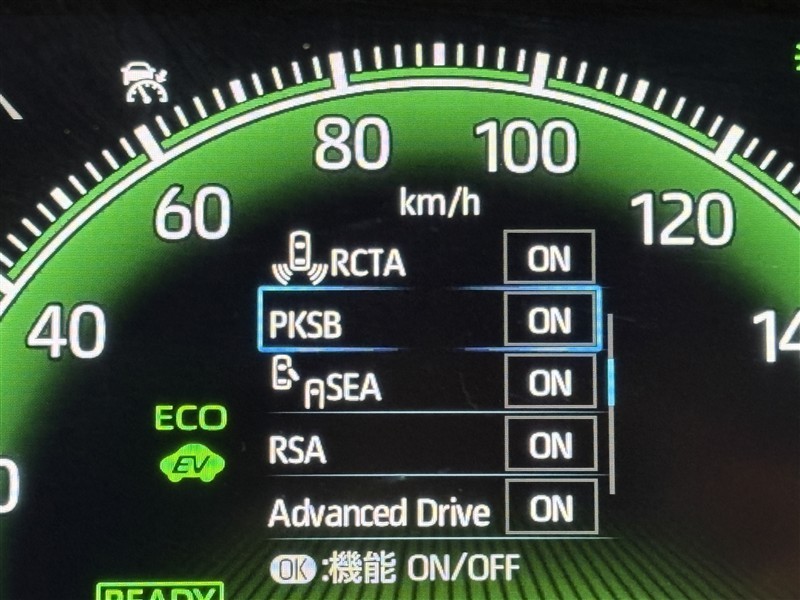 80
100
60
km/h
120
RCTA ON
40
PKSB ON
SEA ON
ECO
EV
RSA ON
Advanced Drive ON
OK:機能 ON/OFF
READY